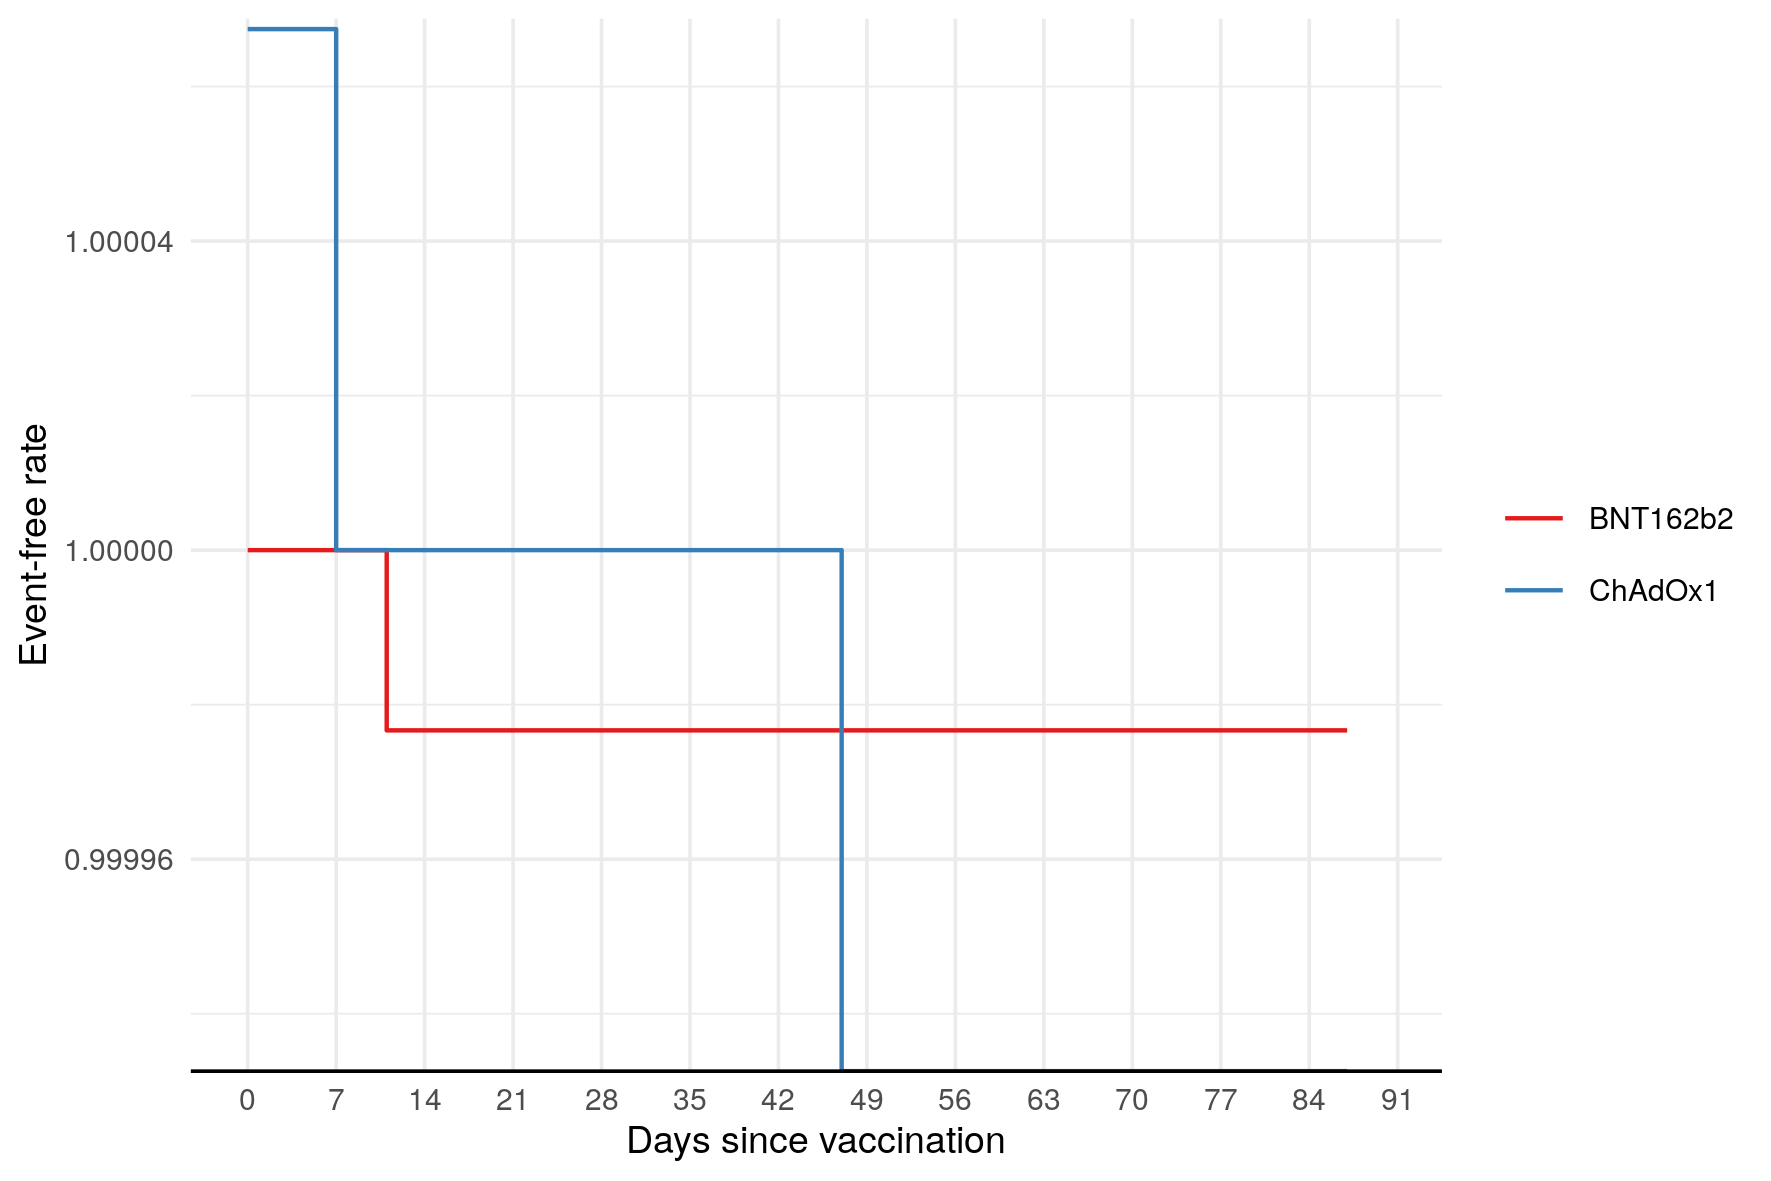 Event-free rate
1.00004
1.00000
0.99996
0 7 14 21 28 35 42 49 56 63 70 77 84 91
Days since vaccination
BNT162b2
ChAdOx1